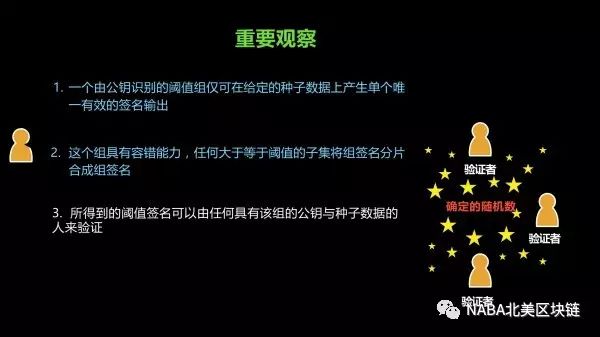 重要观察
1. 一个由公钥识别的阈值组仅可在给定的种子数据上产生单个唯
一有效的签名输出
2. 这个组具有容错能力，任何大于等于阈值的子集将组签名分片
合成组签名
3. 所得到的阈值签名可以由任何具有该组的公钥与种子数据的
人来验证
验证者
确定的随机数
验证者
验证者
NABA北美区块链